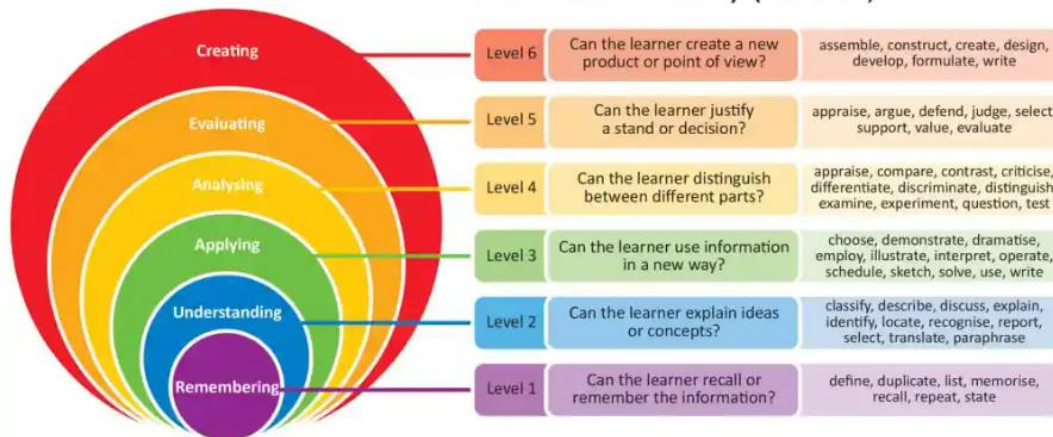 Creating
Level 6
Can the learner create a new
product or point of view?
assemble, construct, create, design,
develop, formulate, write
Evaluating
Level 5
Can the learner justify
a stand or decision?
appraise, argue, defend, judge, select
support, value, evaluate
Analysing
Level 4
Can the learner distinguish
between different parts?
appraise, compare, contrast, criticise,
differentiate, discriminate, distinguish
examine, experiment, question, test
Applying
Level 3
Can the learner use information
in a new way?
choose, demonstrate, dramatise,
employ, illustrate, interpret, operate,
schedule, sketch, solve, use, write
Understanding
Level 2
Can the learner explain ideas
or concepts?
classify, describe, discuss, explain,
identify, locate, recognise, report,
select, translate, paraphrase
Remembering
Level 1
Can the learner recall or
remember the information?
define, duplicate, list, memorise,
recall, repeat, state